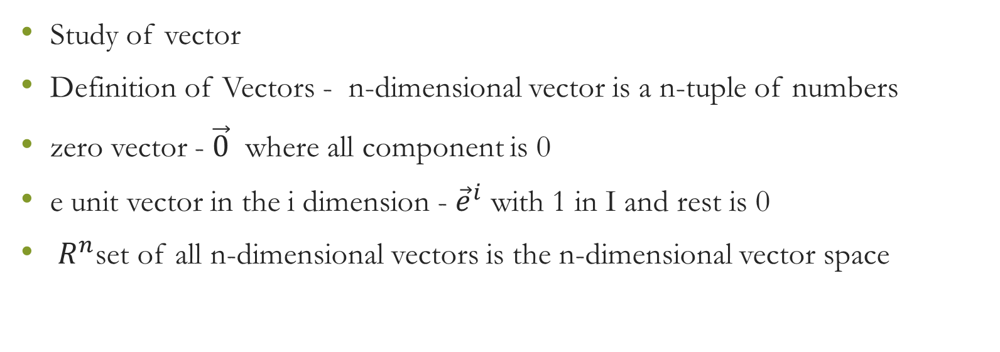 • Study of vector
• Definition of Vectors - n-dimensional vector is a n-tuple of numbers
• zero vector - $\vec{0}$ where all component is 0
• e unit vector in the i dimension - $\vec{e}^{i}$ with 1 in I and rest is 0
• $R^{n}$ set of all n-dimensional vectors is the n-dimensional vector space